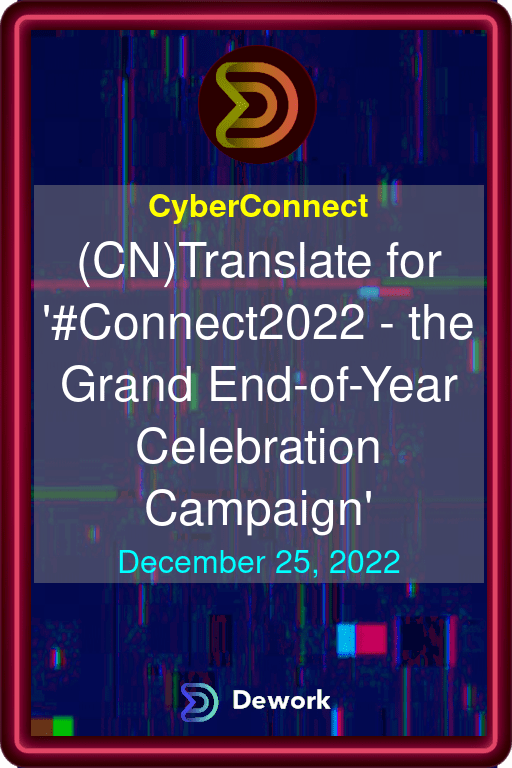 CyberConnect
(CN)Translate for
'#Connect2022 - the
Grand End-of-Year
Celebration
Campaign'
December 25, 2022
Dework